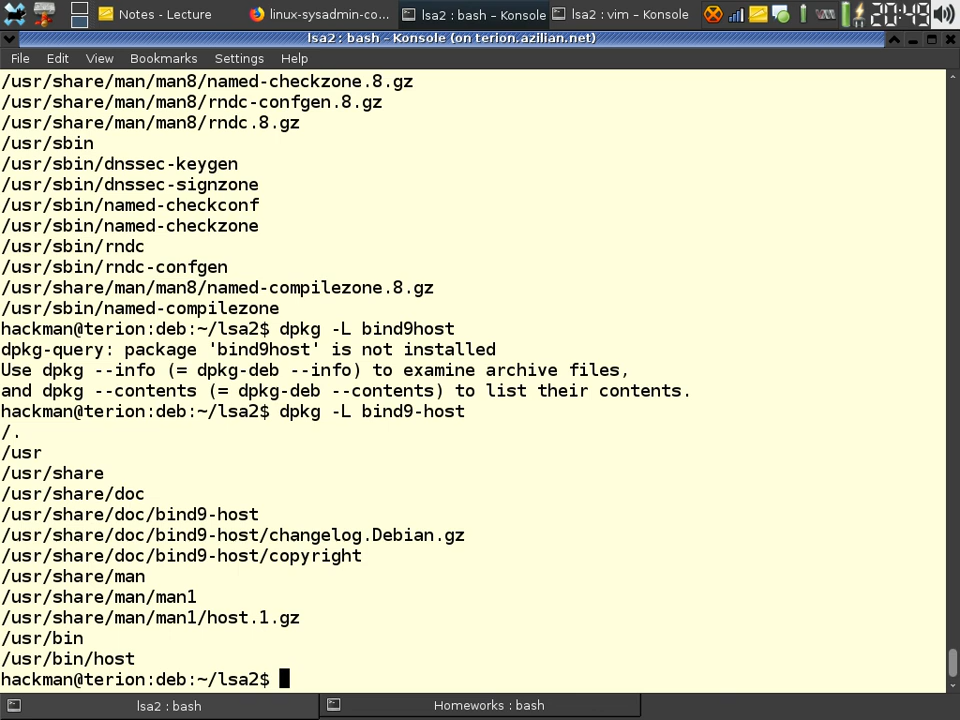 Notes - Lecture
linux-sysadmin-co...
lsa2 : bash – Konsole
lsa2 : vim – Konsole
20:49
lsa2 : bash – Konsole (on terion.azilian.net)
File Edit View Bookmarks Settings Help
/usr/share/man/man8/named-checkzone.8.gz
/usr/share/man/man8/rndc-confgen.8.gz
/usr/share/man/man8/rndc.8.gz
/usr/sbin
/usr/sbin/dnssec-keygen
/usr/sbin/dnssec-signzone
/usr/sbin/named-checkconf
/usr/sbin/named-checkzone
/usr/sbin/rndc
/usr/sbin/rndc-confgen
/usr/share/man/man8/named-compilezone.8.gz
/usr/sbin/named-compilezone
hackman@terion:deb:~/lsa2$ dpkg -L bind9host
dpkg-query: package 'bind9host' is not installed
Use dpkg --info (= dpkg-deb --info) to examine archive files,
and dpkg --contents (= dpkg-deb --contents) to list their contents.
hackman@terion:deb:~/lsa2$ dpkg -L bind9-host
/.
/usr
/usr/share
/usr/share/doc
/usr/share/doc/bind9-host
/usr/share/doc/bind9-host/changelog.Debian.gz
/usr/share/doc/bind9-host/copyright
/usr/share/man
/usr/share/man/man1
/usr/share/man/man1/host.1.gz
/usr/bin
/usr/bin/host
hackman@terion:deb:~/lsa2$
lsa2 : bash
Homeworks : bash